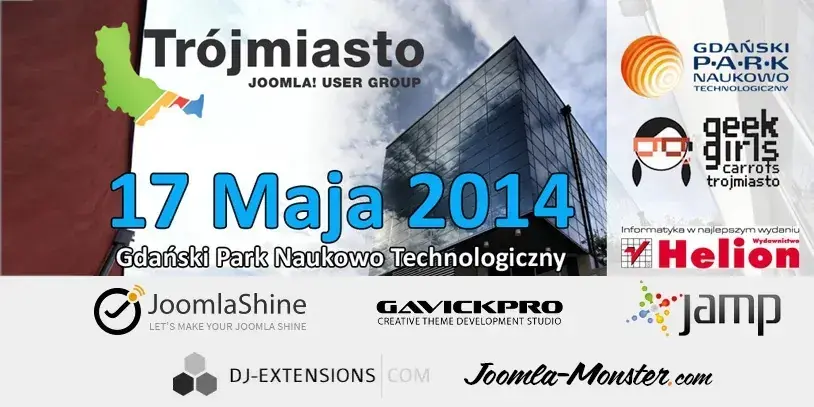 Trójmiasto
JOOMLA! USER GROUP
17 Maja 2014
Gdański Park Naukowo Technologiczny
GDAŃSKI
P·A·R·K
NAUKOWO
TECHNOLOGICZNY
geek
girls
carrots
trojmiasto
Informatyka w najlepszym wydaniu
Wydawnictwo
Helion
JoomlaShine
LET'S MAKE YOUR JOOMLA SHINE
GAVICKPRO
CREATIVE THEME DEVELOPMENT STUDIO
jamp
DJ-EXTENSIONS|COM
Joomla-Monster.com